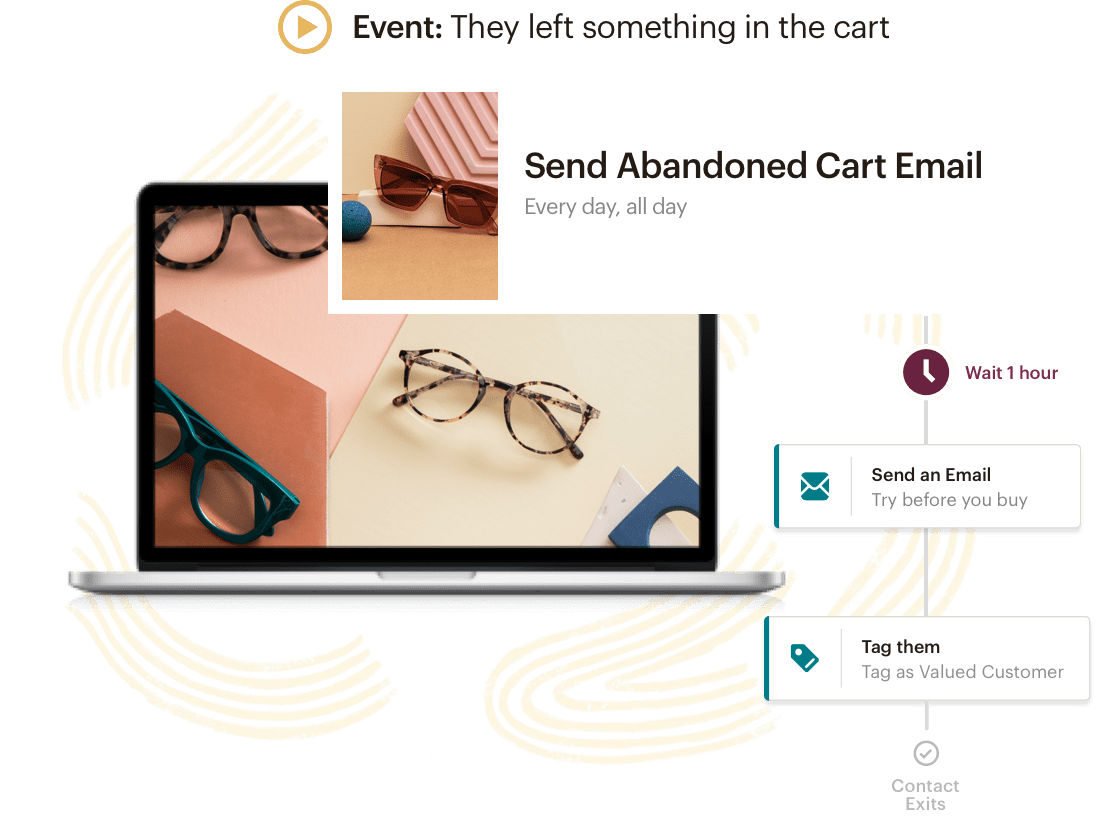 Event: They left something in the cart
Send Abandoned Cart Email
Every day, all day
Wait 1 hour
Send an Email
Try before you buy
Tag them
Tag as Valued Customer
Contact
Exits